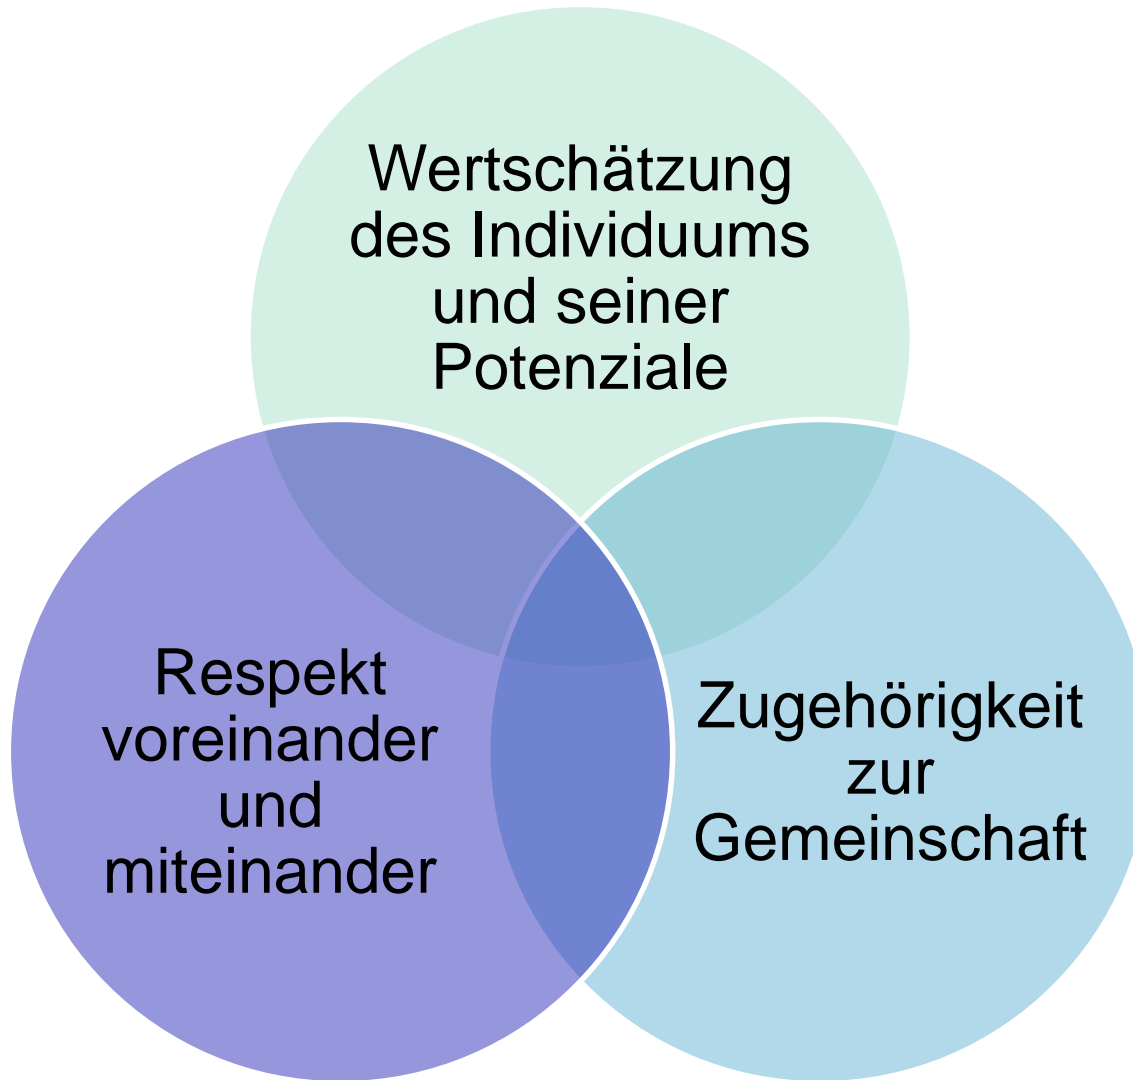 Wertschätzung
des Individuums
und seiner
Potenziale
Respekt
voreinander
und
miteinander
Zugehörigkeit
zur
Gemeinschaft